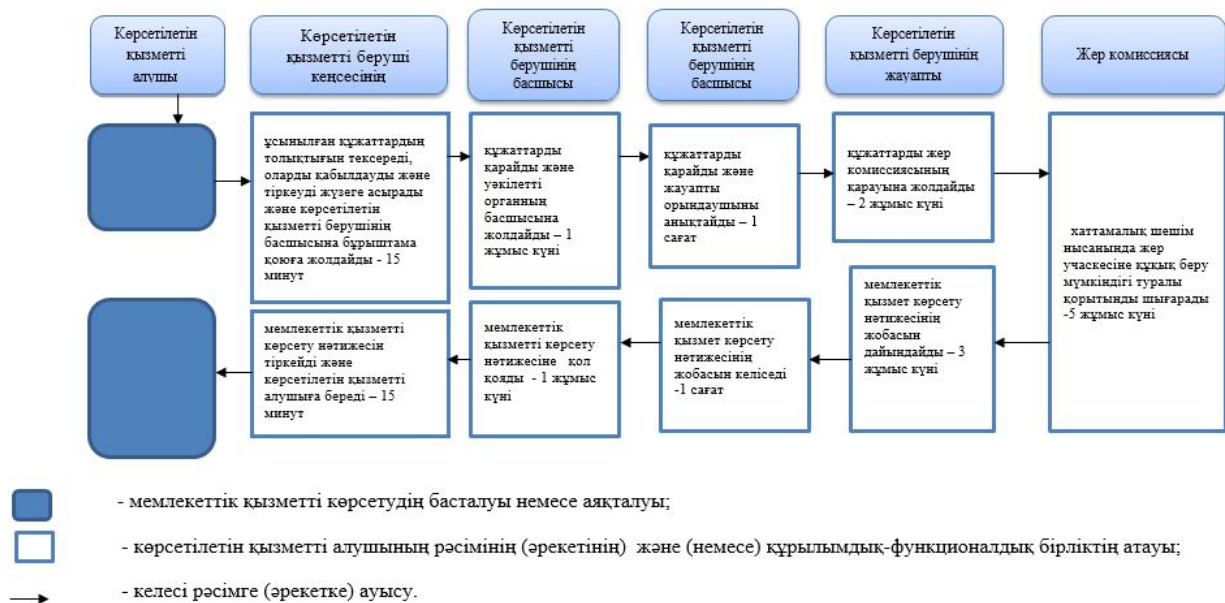 Көрсетілетін
қызметті
алушы
Көрсетілетін
қызметті беруші
кеңсесінің
Көрсетілетін
қызметті
берушінің
басшысы
Көрсетілетін
қызметті
берушінің
басшысы
Көрсетілетін
қызметті берушінің
жауапты
Жер комиссиясы
ұсынылған құжаттардың
толықтығын тексереді,
оларды қабылдауды және
тіркеуді жүзеге асырады
және көрсетілетін
қызметті берушінің
басшысына бұрыштама
қоюға жолдайды - 15
минут
құжаттарды
қарайды және
уәкілетті
органның
басшысына
жолдайды – 1
жұмыс күні
құжаттарды
қарайды және
жауапты
орындаушыны
анықтайды – 1
сағат
құжаттарды жер
комиссиясының
қарауына жолдайды
– 2 жұмыс күні
хаттамалық шешім
нысанында жер
учаскесіне құқық беру
мүмкіндігі туралы
қорытынды шығарады
-5 жұмыс күні
мемлекеттік
қызмет көрсету
нәтижесінің
жобасын
дайындайды – 3
жұмыс күні
мемлекеттік
қызмет көрсету
нәтижесінің
жобасын келіседі
-1 сағат
мемлекеттік
қызметті көрсету
нәтижесіне қол
қояды - 1 жұмыс
күні
мемлекеттік қызметті
көрсету нәтижесін
тіркейді және
көрсетілетін қызметті
алушыға береді – 15
минут
- мемлекеттік қызметті көрсетудің басталуы немесе аяқталуы;
- көрсетілетін қызметті алушының рәсімінің (әрекетінің) және (немесе) құрылымдық-функционалдық бірліктің атауы;
- келесі рәсімге (әрекетке) ауысу.